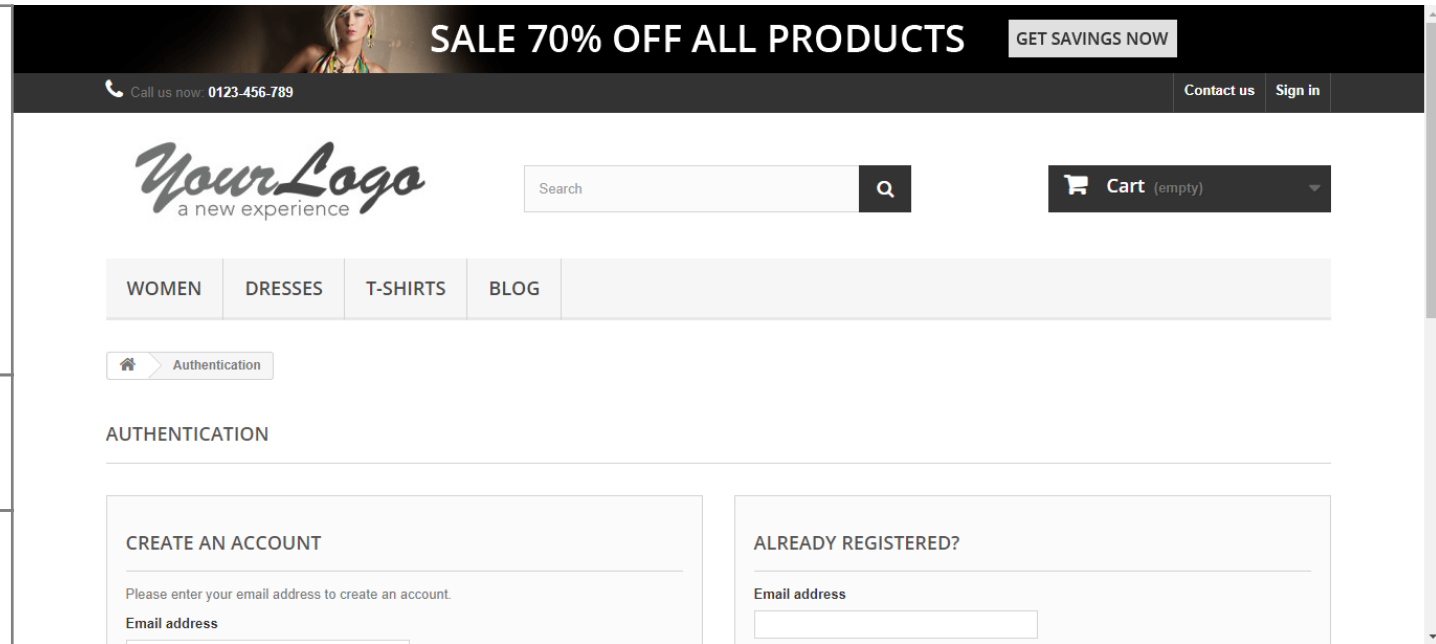 SALE 70% OFF ALL PRODUCTS GET SAVINGS NOW
Call us now: 0123-456-789 Contact us Sign in
Your Logo
a new experience
Search
Cart (empty)
WOMEN DRESSES T-SHIRTS BLOG
Authentication
AUTHENTICATION
CREATE AN ACCOUNT
Please enter your email address to create an account.
Email address
ALREADY REGISTERED?
Email address